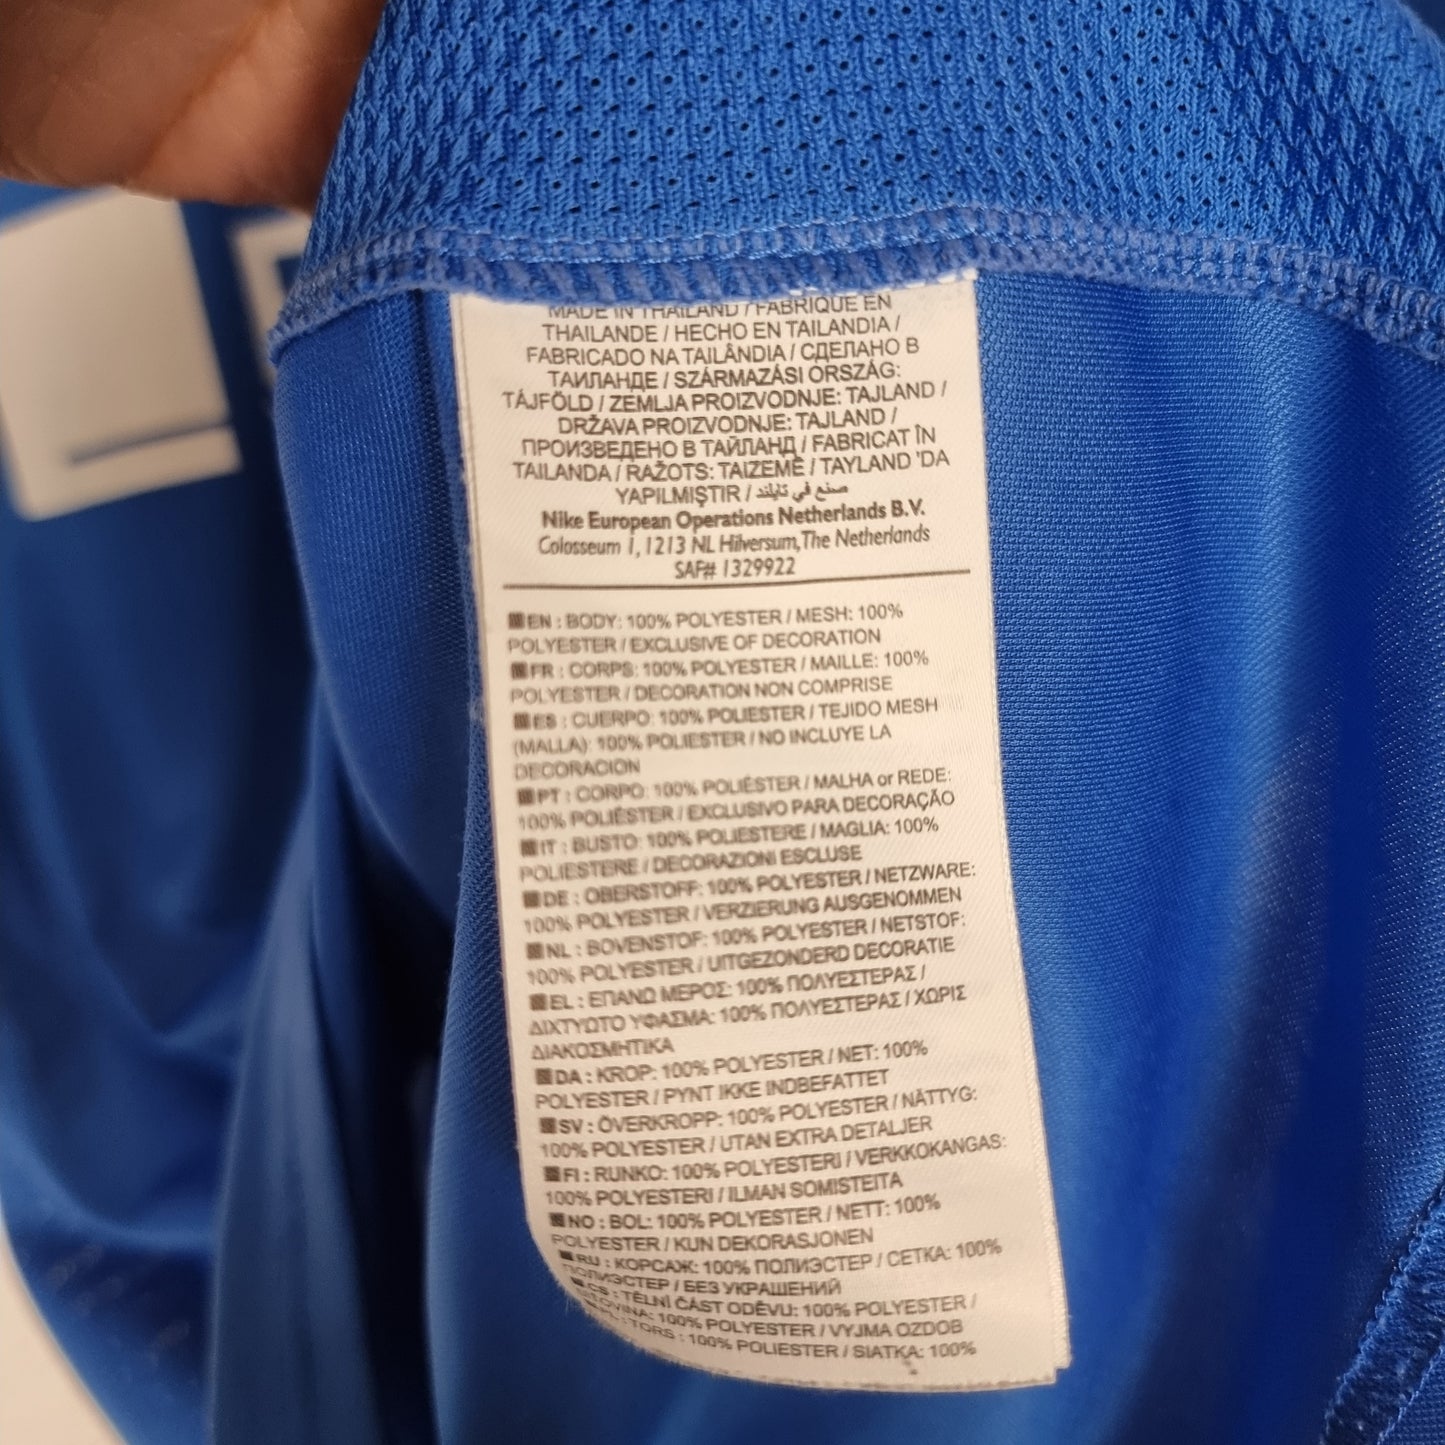 MADE IN THAILAND / FABRIQUE EN
THAILANDE / HECHO EN TAILANDIA /
FABRICADO NA TAILÂNDIA / СДЕЛАНО В
ТАИЛАНДЕ / SZÁRMAZÁSI ORSZÁG:
TÁJFÖLD / ZEMLJA PROIZVODNJE: TAJLAND /
DRŽAVA PROIZVODNJE: TAJLAND /
ПРОИЗВЕДЕНО В ТАЙЛАНД / FABRICAT ÎN
TAILANDA / RAŽOTS: TAIZEMĒ / TAYLAND 'DA
YAPILMIŞTIR / صنع في تايلند
Nike European Operations Netherlands B.V.
Colosseum 1, 1213 NL Hilversum, The Netherlands
SAF# 1329922
EN : BODY: 100% POLYESTER / MESH: 100%
POLYESTER / EXCLUSIVE OF DECORATION
FR : CORPS: 100% POLYESTER / MAILLE: 100%
POLYESTER / DECORATION NON COMPRISE
ES : CUERPO: 100% POLIESTER / TEJIDO MESH
(MALLA): 100% POLIESTER / NO INCLUYE LA
DECORACION
PT : CORPO: 100% POLIÉSTER / MALHA or REDE:
100% POLIÉSTER / EXCLUSIVO PARA DECORAÇÃO
IT : BUSTO: 100% POLIESTERE / MAGLIA: 100%
POLIESTERE / DECORAZIONI ESCLUSE
DE : OBERSTOFF: 100% POLYESTER / NETZWARE:
100% POLYESTER / VERZIERUNG AUSGENOMMEN
NL : BOVENSTOF: 100% POLYESTER / NETSTOF:
100% POLYESTER / UITGEZONDERD DECORATIE
EL : ΕΠΑΝΩ ΜΕΡΟΣ: 100% ΠΟΛΥΕΣΤΕΡΑΣ /
ΔΙΧΤΥΩΤΟ ΥΦΑΣΜΑ: 100% ΠΟΛΥΕΣΤΕΡΑΣ / ΧΩΡΙΣ
ΔΙΑΚΟΣΜΗΤΙΚΑ
DA : KROP: 100% POLYESTER / NET: 100%
POLYESTER / PYNT IKKE INDBEFATTET
SV : ÖVERKROPP: 100% POLYESTER / NÄTTYG:
100% POLYESTER / UTAN EXTRA DETALJER
FI : RUNKO: 100% POLYESTERI / VERKKOKANGAS:
100% POLYESTERI / ILMAN SOMISTEITA
NO : BOL: 100% POLYESTER / NETT: 100%
POLYESTER / KUN DEKORASJONEN
RU : КОРСАЖ: 100% ПОЛИЭСТЕР / СЕТКА: 100%
ПОЛИЭСТЕР / БЕЗ УКРАШЕНИЙ
CS : TĚLNÍ ČÁST ODĚVU: 100% POLYESTER /
SÍŤOVINA: 100% POLYESTER / VYJMA OZDOB
PL : TORS : 100% POLIESTER / SIATKA: 100%